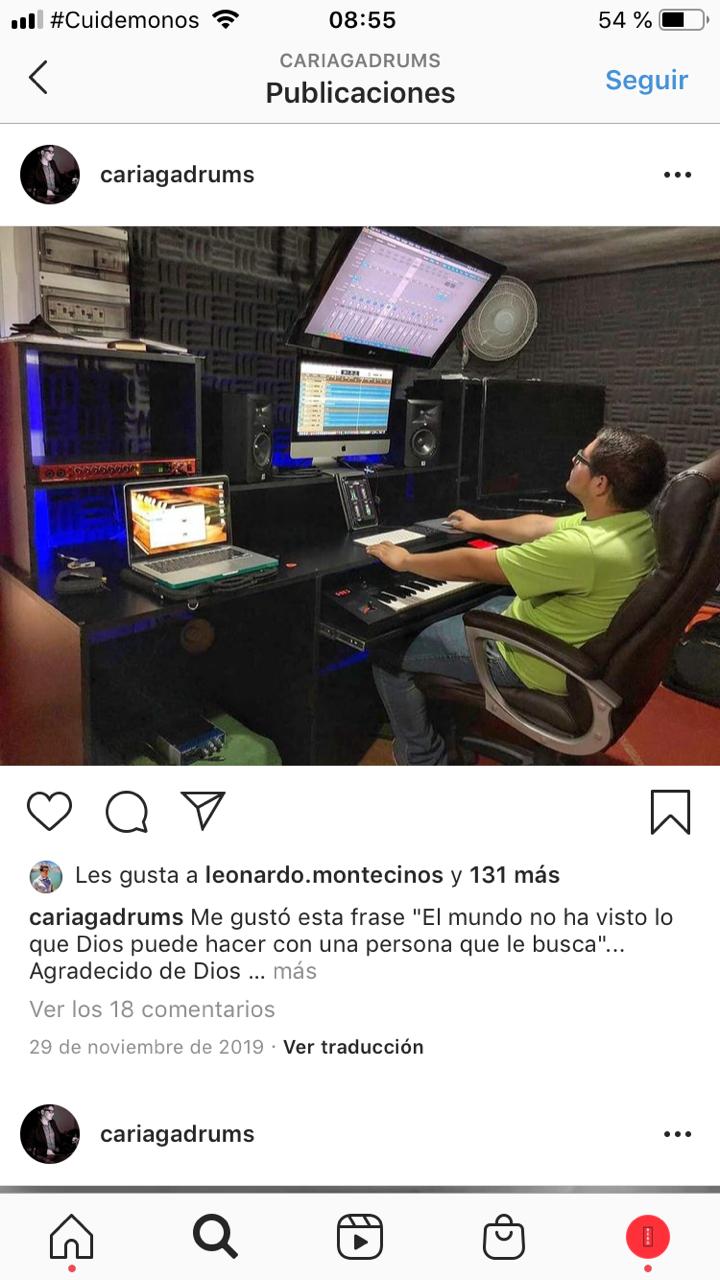 #Cuidemonos 08:55 54 %
CARIAGADRUMS
Publicaciones
Seguir
cariagadrums
Les gusta a leonardo.montecinos y 131 más
cariagadrums Me gustó esta frase "El mundo no ha visto lo
que Dios puede hacer con una persona que le busca"...
Agradecido de Dios ... más
Ver los 18 comentarios
29 de noviembre de 2019 · Ver traducción
cariagadrums